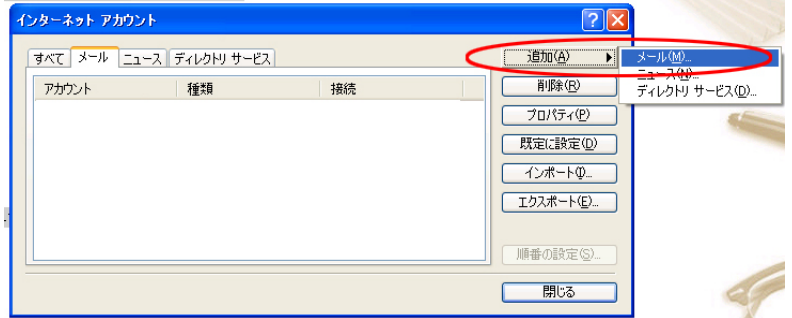 インターネット アカウント
すべて メール ニュース ディレクトリ サービス
アカウント 種類 接続
追加(A)
メール(M)...
ニュース(N)...
ディレクトリ サービス(D)...
削除(R)
プロパティ(P)
既定に設定(D)
インポート(I)...
エクスポート(E)...
順番の設定(S)...
閉じる